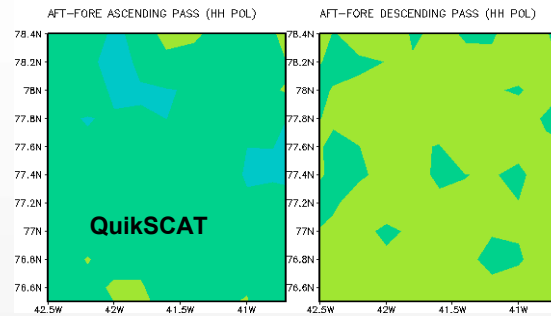 AFT-FORE ASCENDING PASS (HH POL)
78.4N
78.2N
78N
77.8N
77.6N
77.4N
77.2N
77N
76.8N
76.6N
42.5W 42W 41.5W
QuikSCAT
AFT-FORE DESCENDING PASS (HH POL)
78.4N
78.2N
78N
77.8N
77.6N
77.4N
77.2N
77N
76.8N
76.6N
42.5W 42W 41.5W 41W